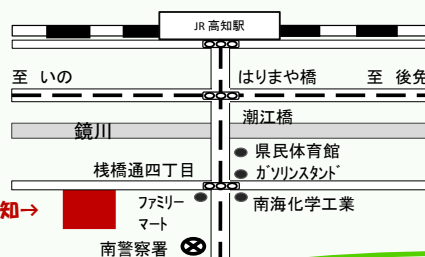 JR 高知駅
至 いの
はりまや橋
至 後免
潮江橋
鏡川
県民体育館
桟橋通四丁目
ガソリンスタンド
ファミリー
マート
南海化学工業
知→
南警察署